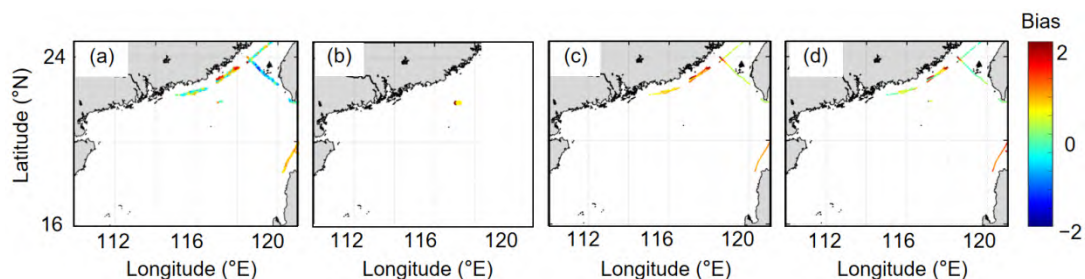 Bias
(a) (b) (c) (d)
24
16
Latitude (°N)
2
0
−2
112 116 120 112 116 120 112 116 120 112 116 120
Longitude (°E) Longitude (°E) Longitude (°E) Longitude (°E)